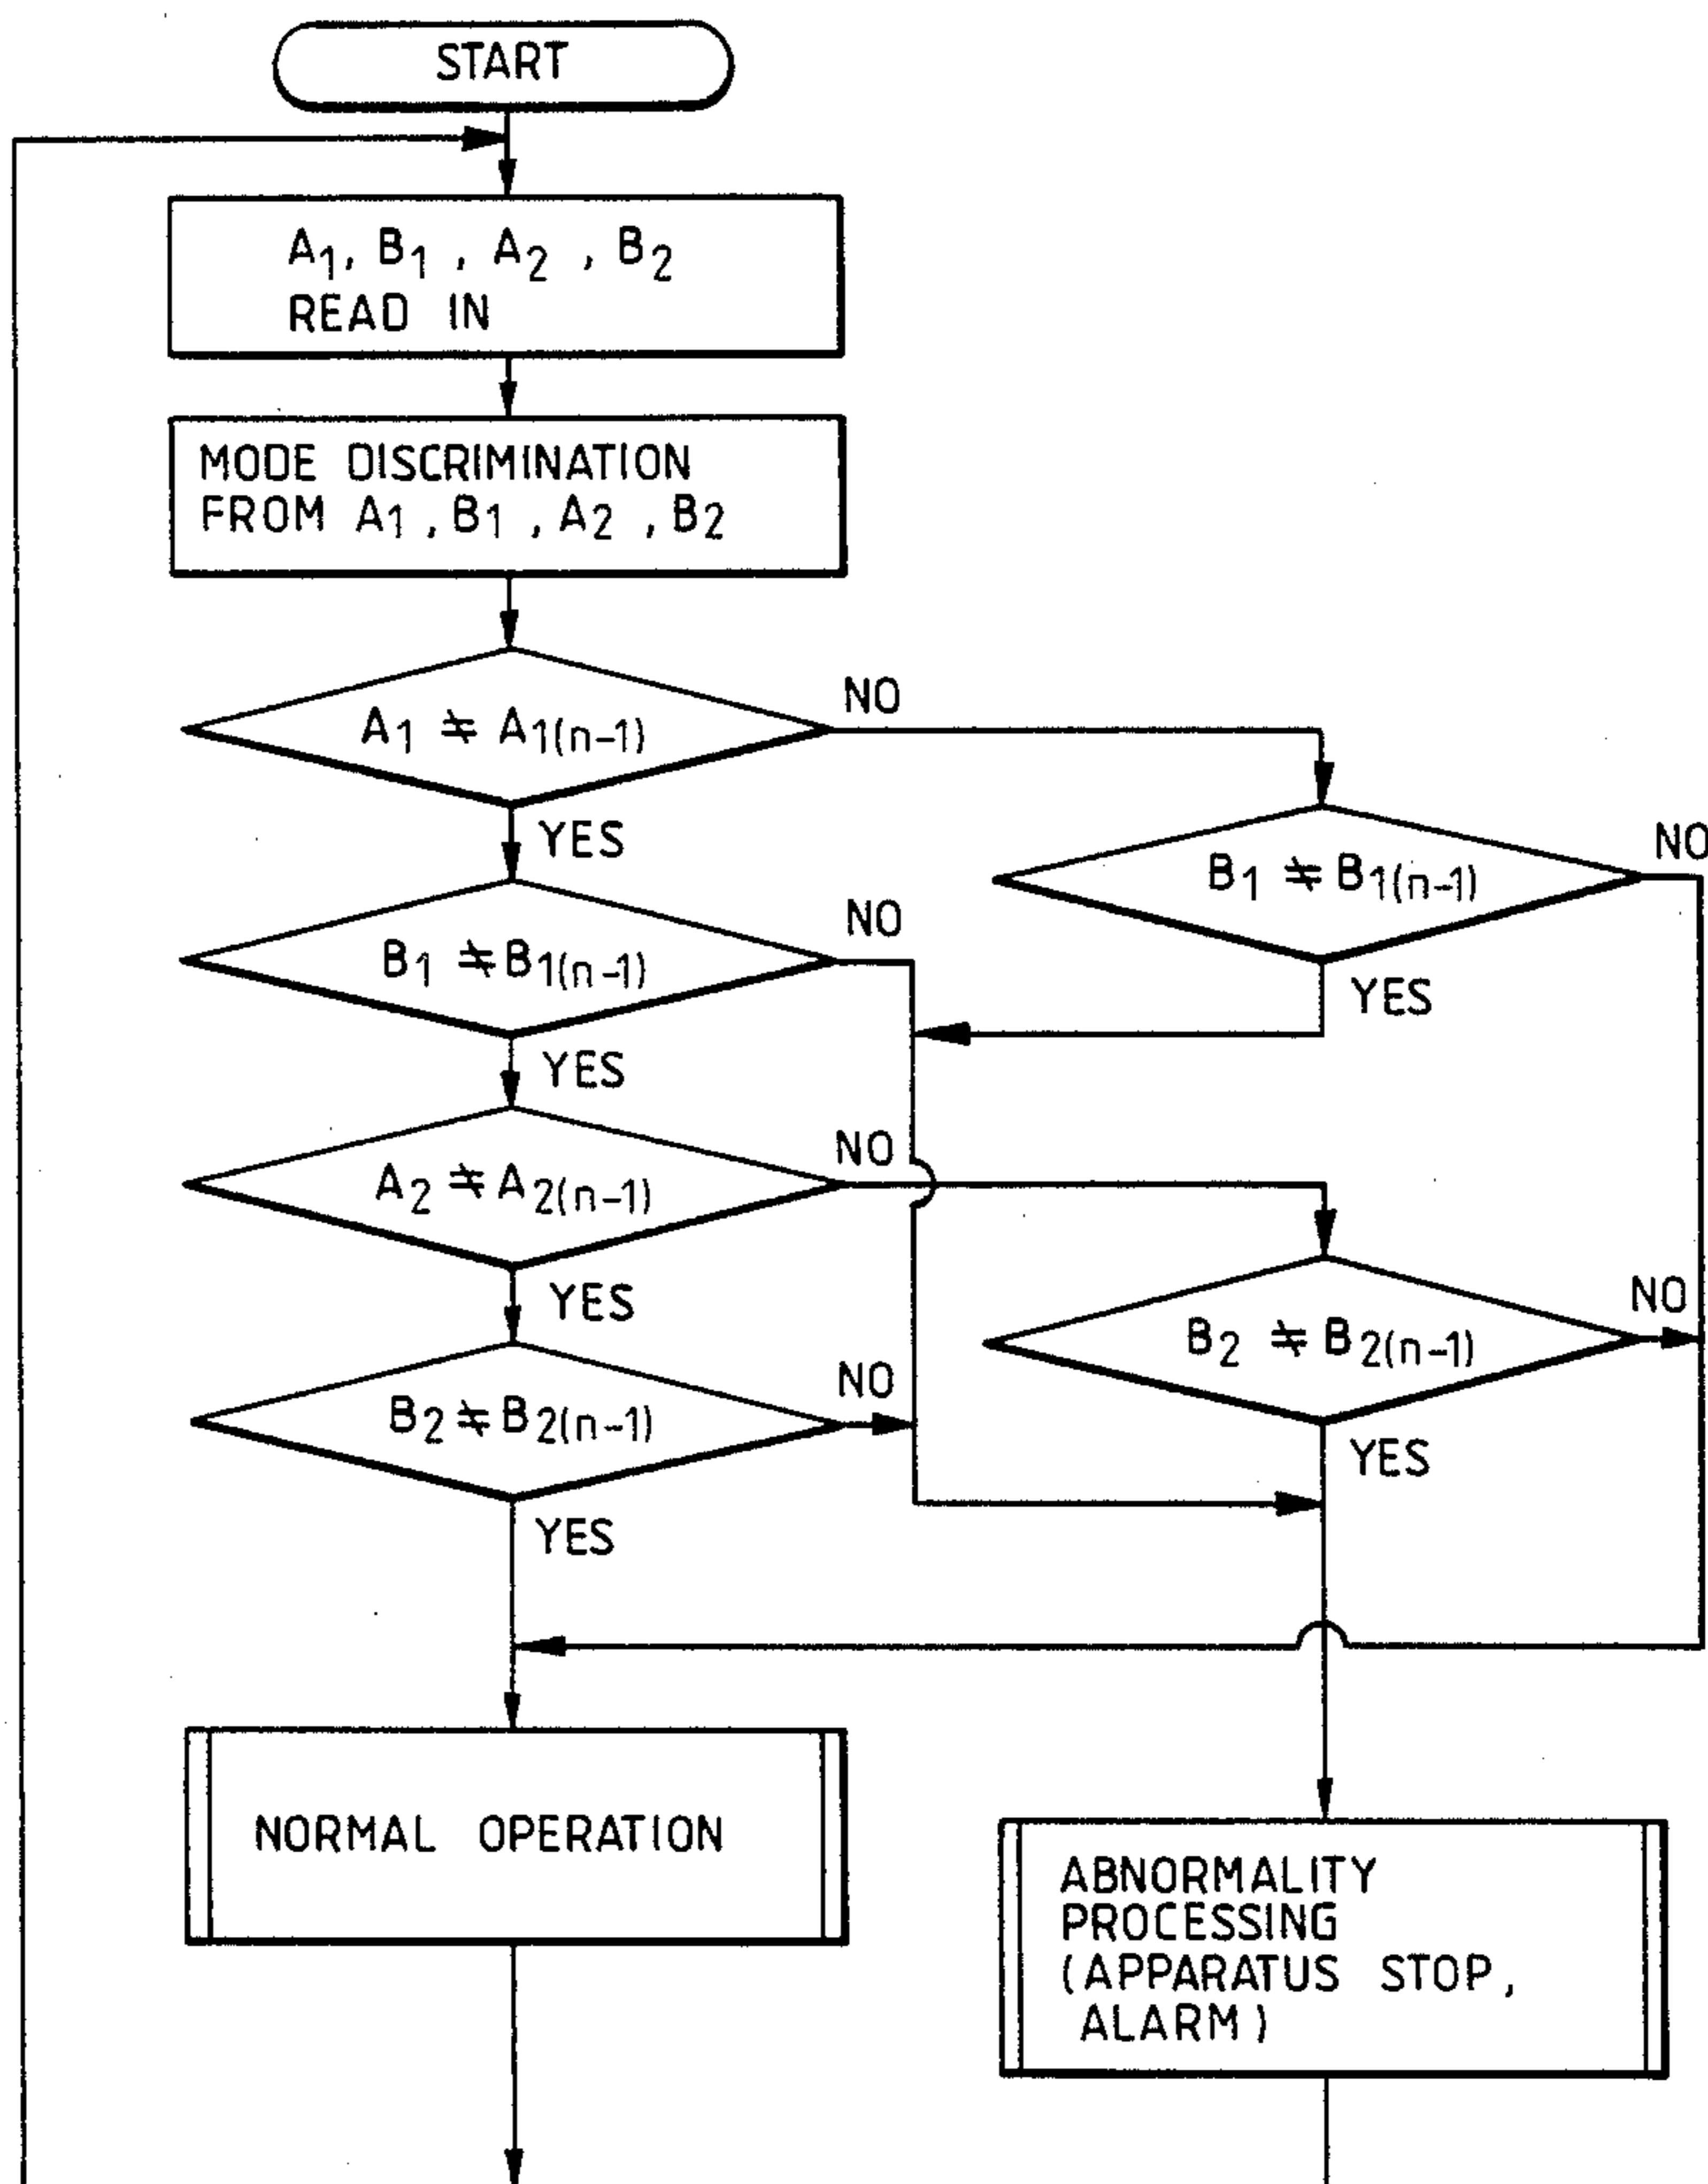 START
A₁, B₁, A₂, B₂
READ IN
MODE DISCRIMINATION
FROM A₁, B₁, A₂, B₂
A₁ ≠ A₁(n-1)
NO
YES
B₁ ≠ B₁(n-1)
NO
YES
B₁ ≠ B₁(n-1)
NO
YES
A₂ ≠ A₂(n-1)
NO
YES
B₂ ≠ B₂(n-1)
NO
YES
B₂ ≠ B₂(n-1)
NO
YES
NORMAL OPERATION
ABNORMALITY
PROCESSING
(APPARATUS STOP,
ALARM)